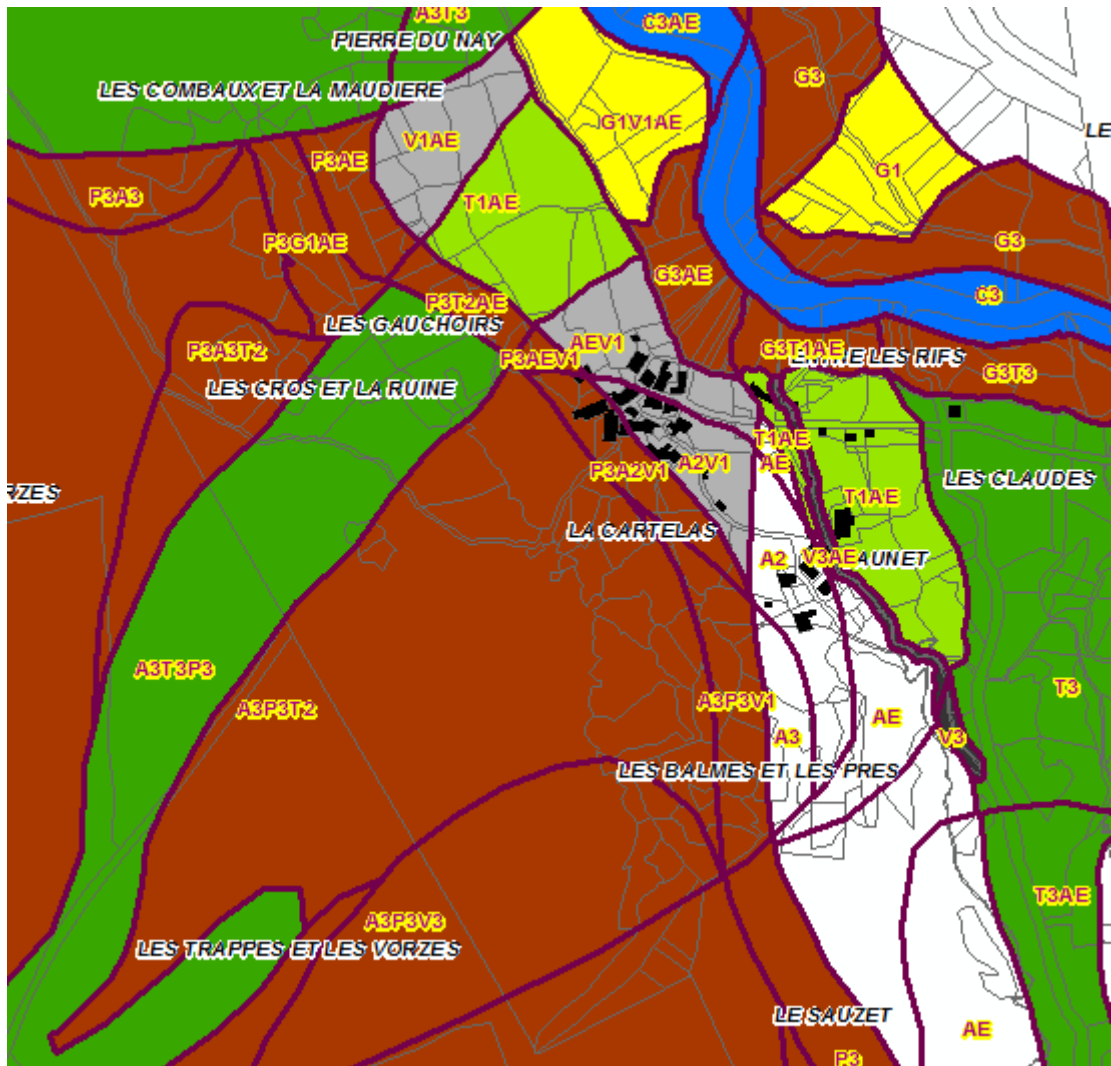 A3T3
C3AE
PIERRE DU NAY
G3
LES COMBAUX ET LA MAUDIERE
G1V1AE
LE
V1AE
P3AE
G1
P3A3
T1AE
P3G1AE
G3
G3AE
C3
P3T2AE
LES GAUCHOIRS
AEV1
G3T1AE
P3A3T2
P3AEV1
LES RIFS
G3T3
LES CROS ET LA RUINE
T1AE
AE
A2V1
P3A2V1
LES CLAUDES
RZES
T1AE
LA CARTELAS
A2
V3AE
AUNET
A3T3P3
T3
A3P3T2
A3P3V1
AE
A3
V3
LES BALMES ET LES PRES
T3AE
A3P3V3
LES TRAPPES ET LES VORZES
LE SAUZET
AE
P3